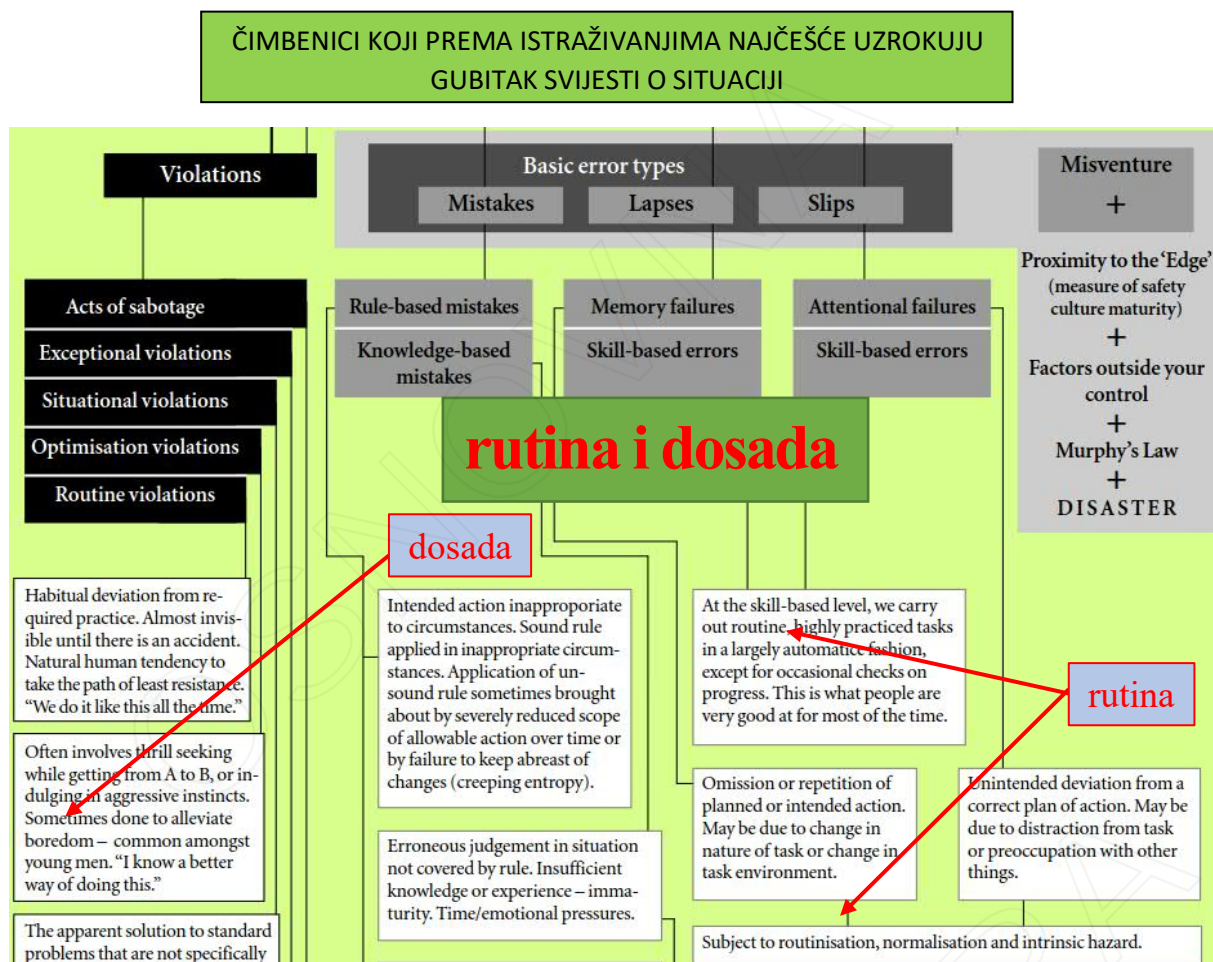 ČIMBENICI KOJI PREMA ISTRAŽIVANJIMA NAJČEŠĆE UZROKUJU
GUBITAK SVIJESTI O SITUACIJI
Violations
Basic error types
Mistakes
Lapses
Slips
Misventure
+
Proximity to the ‘Edge’
(measure of safety
culture maturity)
+
Factors outside your
control
+
Murphy’s Law
+
DISASTER
Acts of sabotage
Exceptional violations
Situational violations
Optimisation violations
Routine violations
Rule-based mistakes
Knowledge-based
mistakes
Memory failures
Skill-based errors
Attentional failures
Skill-based errors
rutina i dosada
dosada
rutina
Habitual deviation from re-
quired practice. Almost invis-
ible until there is an accident.
Natural human tendency to
take the path of least resistance.
“We do it like this all the time.”
Often involves thrill seeking
while getting from A to B, or in-
dulging in aggressive instincts.
Sometimes done to alleviate
boredom – common amongst
young men. “I know a better
way of doing this.”
The apparent solution to standard
problems that are not specifically
Intended action inapproporiate
to circumstances. Sound rule
applied in inappropriate circum-
stances. Application of un-
sound rule sometimes brought
about by severely reduced scope
of allowable action over time or
by failure to keep abreast of
changes (creeping entropy).
Erroneous judgement in situation
not covered by rule. Insufficient
knowledge or experience – imma-
turity. Time/emotional pressures.
At the skill-based level, we carry
out routine, highly practiced tasks
in a largely automatice fashion,
except for occasional checks on
progress. This is what people are
very good at for most of the time.
Omission or repetition of
planned or intended action.
May be due to change in
nature of task or change in
task environment.
Unintended deviation from a
correct plan of action. May be
due to distraction from task
or preoccupation with other
things.
Subject to routinisation, normalisation and intrinsic hazard.